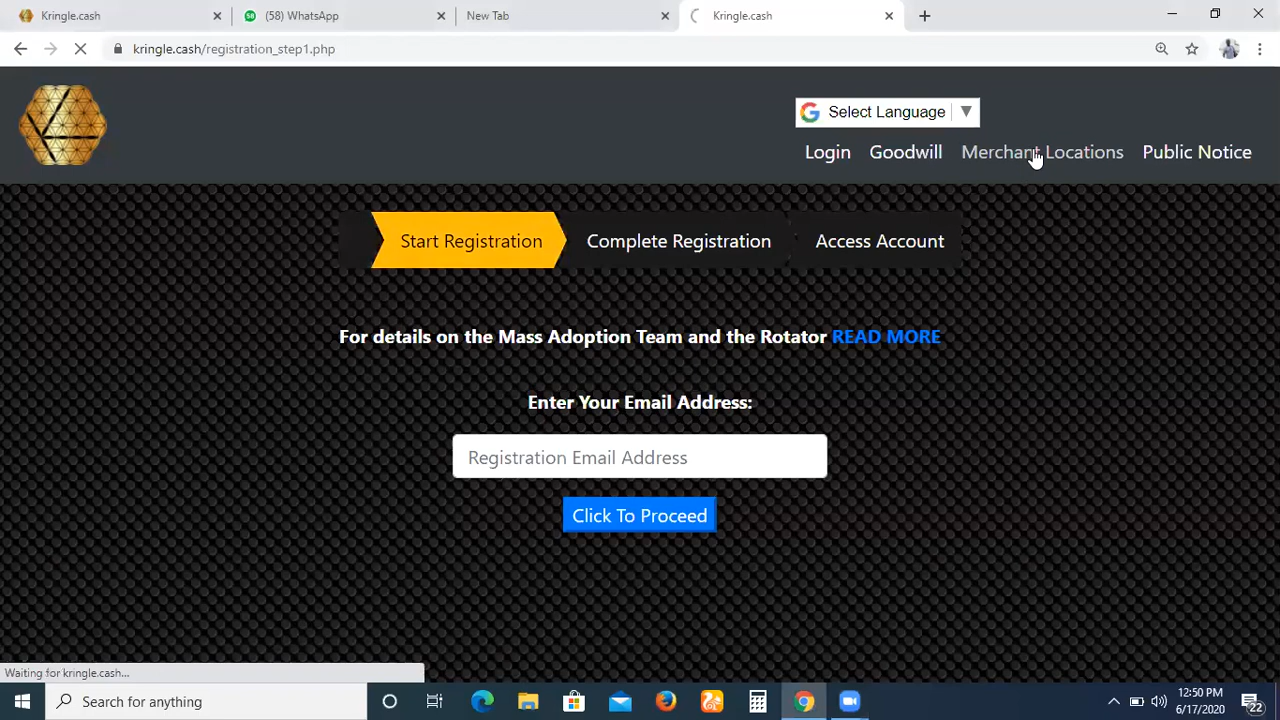 Kringle.cash
(58) WhatsApp
New Tab
Kringle.cash
kringle.cash/registration_step1.php
Select Language
Login
Goodwill
Merchant Locations
Public Notice
Start Registration
Complete Registration
Access Account
For details on the Mass Adoption Team and the Rotator READ MORE
Enter Your Email Address:
Registration Email Address
Click To Proceed
Waiting for kringle.cash...
Search for anything
12:50 PM
6/17/2020
22